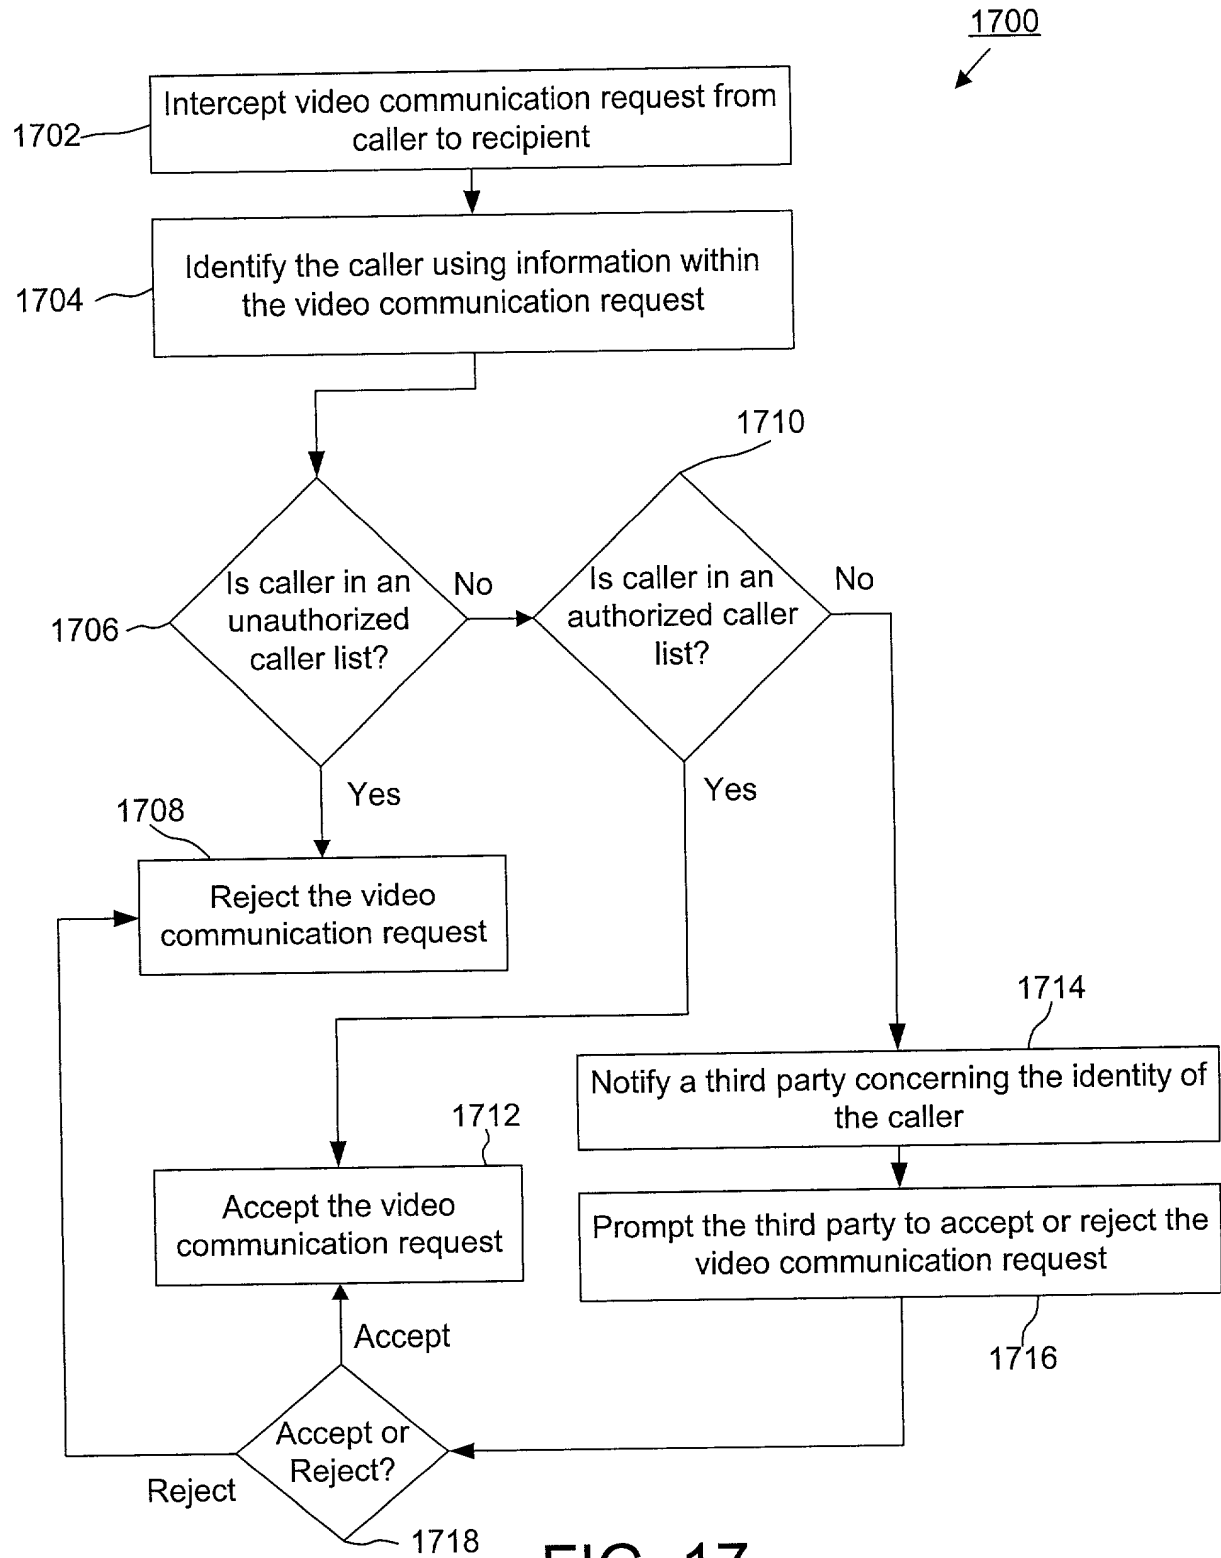 1700
Intercept video communication request from
caller to recipient
1702
Identify the caller using information within
the video communication request
1704
1710
Is caller in an
unauthorized
caller list?
No
1706
Is caller in an
authorized caller
list?
No
Yes
Yes
1708
Reject the video
communication request
1714
Notify a third party concerning the identity of
the caller
1712
Accept the video
communication request
Prompt the third party to accept or reject the
video communication request
Accept
1716
Accept or
Reject?
Reject
1718
FIG. 17